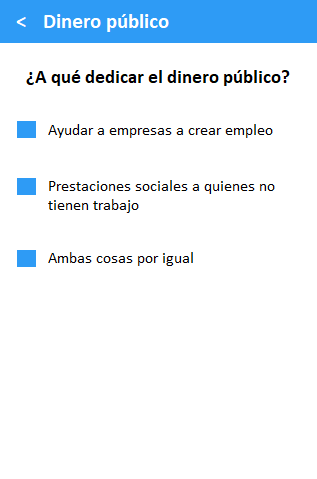 < Dinero público
¿A qué dedicar el dinero público?
Ayudar a empresas a crear empleo
Prestaciones sociales a quienes no
tienen trabajo
Ambas cosas por igual